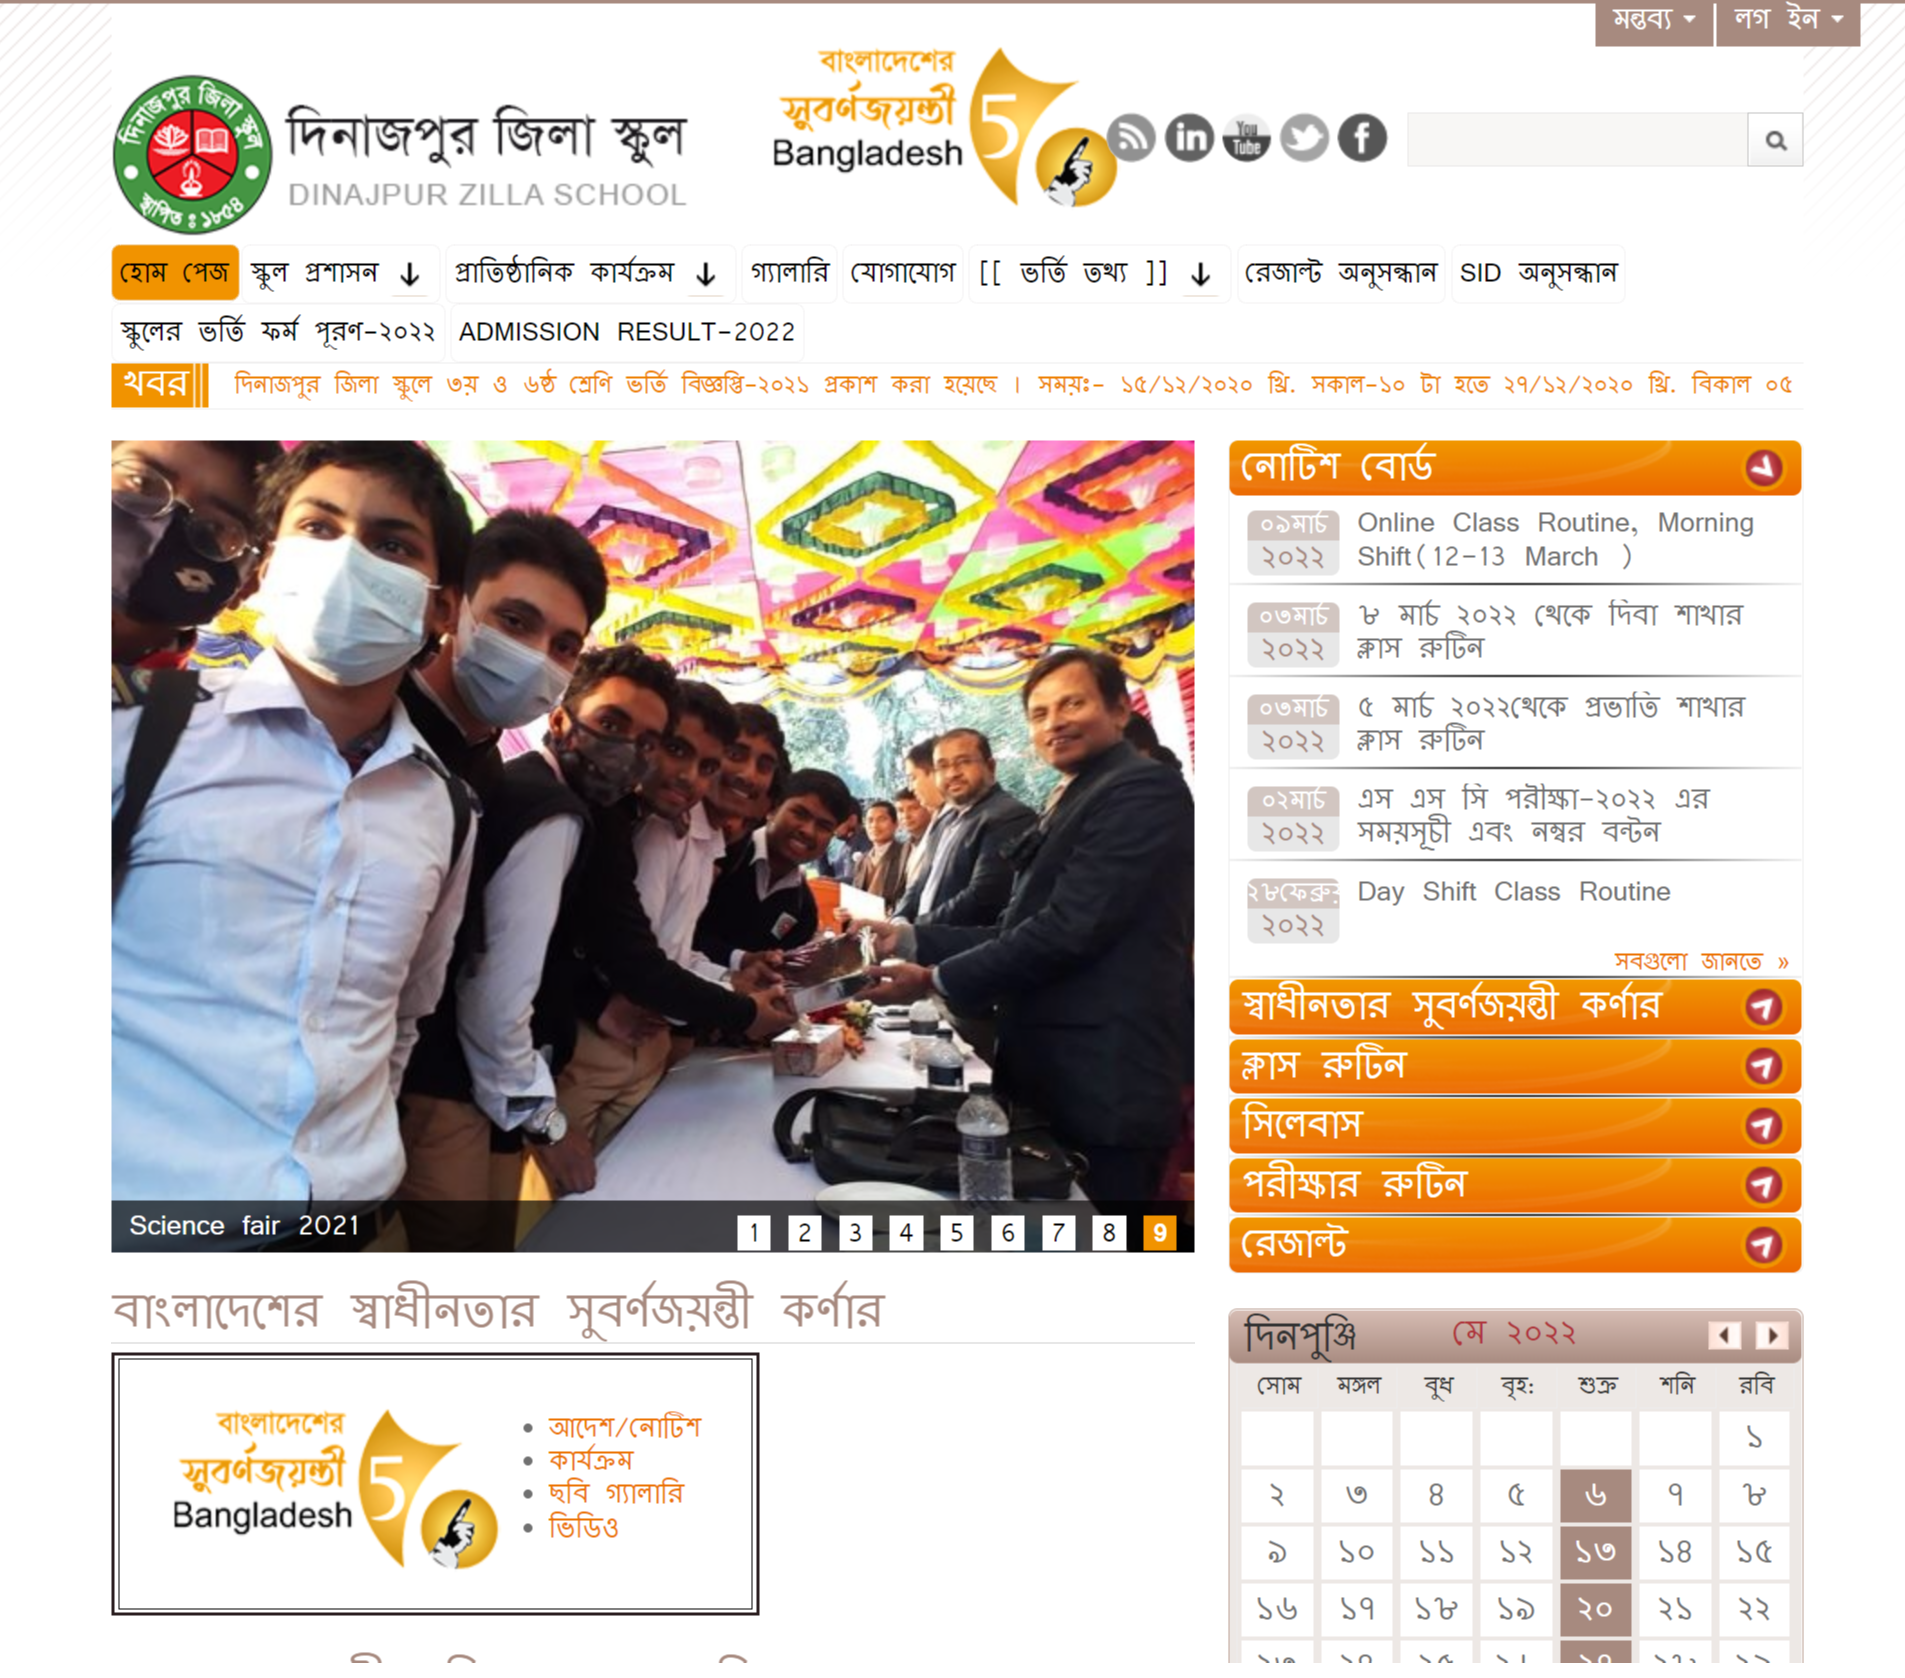 মন্তব্য
লগ ইন
বাংলাদেশের
সুবর্ণজয়ন্তী
Bangladesh
50
দিনাজপুর জিলা স্কুল
স্থাপিত : ১৮৫৪
দিনাজপুর জিলা স্কুল
DINAJPUR ZILLA SCHOOL
in
You
Tube
f
হোম পেজ
স্কুল প্রশাসন
প্রাতিষ্ঠানিক কার্যক্রম
গ্যালারি
যোগাযোগ
[[ ভর্তি তথ্য ]]
রেজাল্ট অনুসন্ধান
SID অনুসন্ধান
স্কুলের ভর্তি ফর্ম পূরণ-২০২২
ADMISSION RESULT-2022
খবর
দিনাজপুর জিলা স্কুলে ৩য় ও ৬ষ্ঠ শ্রেণি ভর্তি বিজ্ঞপ্তি-২০২১ প্রকাশ করা হয়েছে । সময়ঃ- ১৫/১২/২০২০ খ্রি. সকাল-১০ টা হতে ২৭/১২/২০২০ খ্রি. বিকাল ০৫
Science fair 2021
1 2 3 4 5 6 7 8 9
নোটিশ বোর্ড
০৯মার্চ
২০২২
Online Class Routine, Morning
Shift(12-13 March )
০৩মার্চ
২০২২
৮ মার্চ ২০২২ থেকে দিবা শাখার
ক্লাস রুটিন
০৩মার্চ
২০২২
৫ মার্চ ২০২২থেকে প্রভাতি শাখার
ক্লাস রুটিন
০২মার্চ
২০২২
এস এস সি পরীক্ষা-২০২২ এর
সময়সূচী এবং নম্বর বন্টন
২৮ফেব্রু
২০২২
Day Shift Class Routine
সবগুলো জানতে »
স্বাধীনতার সুবর্ণজয়ন্তী কর্ণার
ক্লাস রুটিন
সিলেবাস
পরীক্ষার রুটিন
রেজাল্ট
বাংলাদেশের স্বাধীনতার সুবর্ণজয়ন্তী কর্ণার
বাংলাদেশের
সুবর্ণজয়ন্তী
Bangladesh
50
আদেশ/নোটিশ
কার্যক্রম
ছবি গ্যালারি
ভিডিও
দিনপুঞ্জি
মে ২০২২
সোম মঙ্গল বুধ বৃহ: শুক্র শনি রবি
১
২ ৩ ৪ ৫ ৬ ৭ ৮
৯ ১০ ১১ ১২ ১৩ ১৪ ১৫
১৬ ১৭ ১৮ ১৯ ২০ ২১ ২২